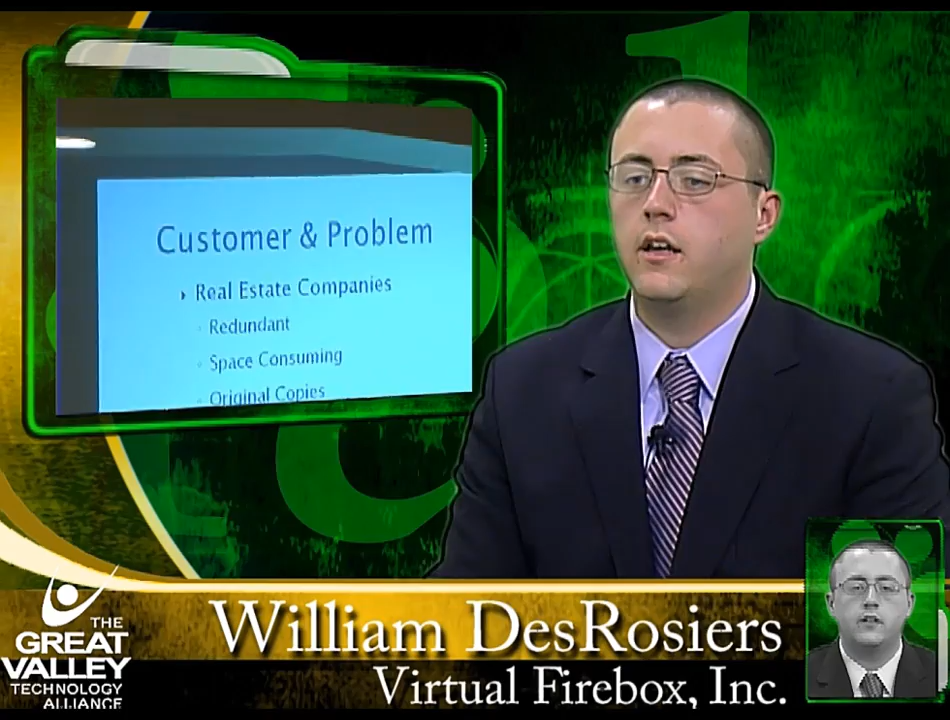 Customer & Problem
Real Estate Companies
Redundant
Space Consuming
Original Copies
William DesRosiers
Virtual Firebox, Inc.
THE
GREAT
VALLEY
TECHNOLOGY
ALLIANCE